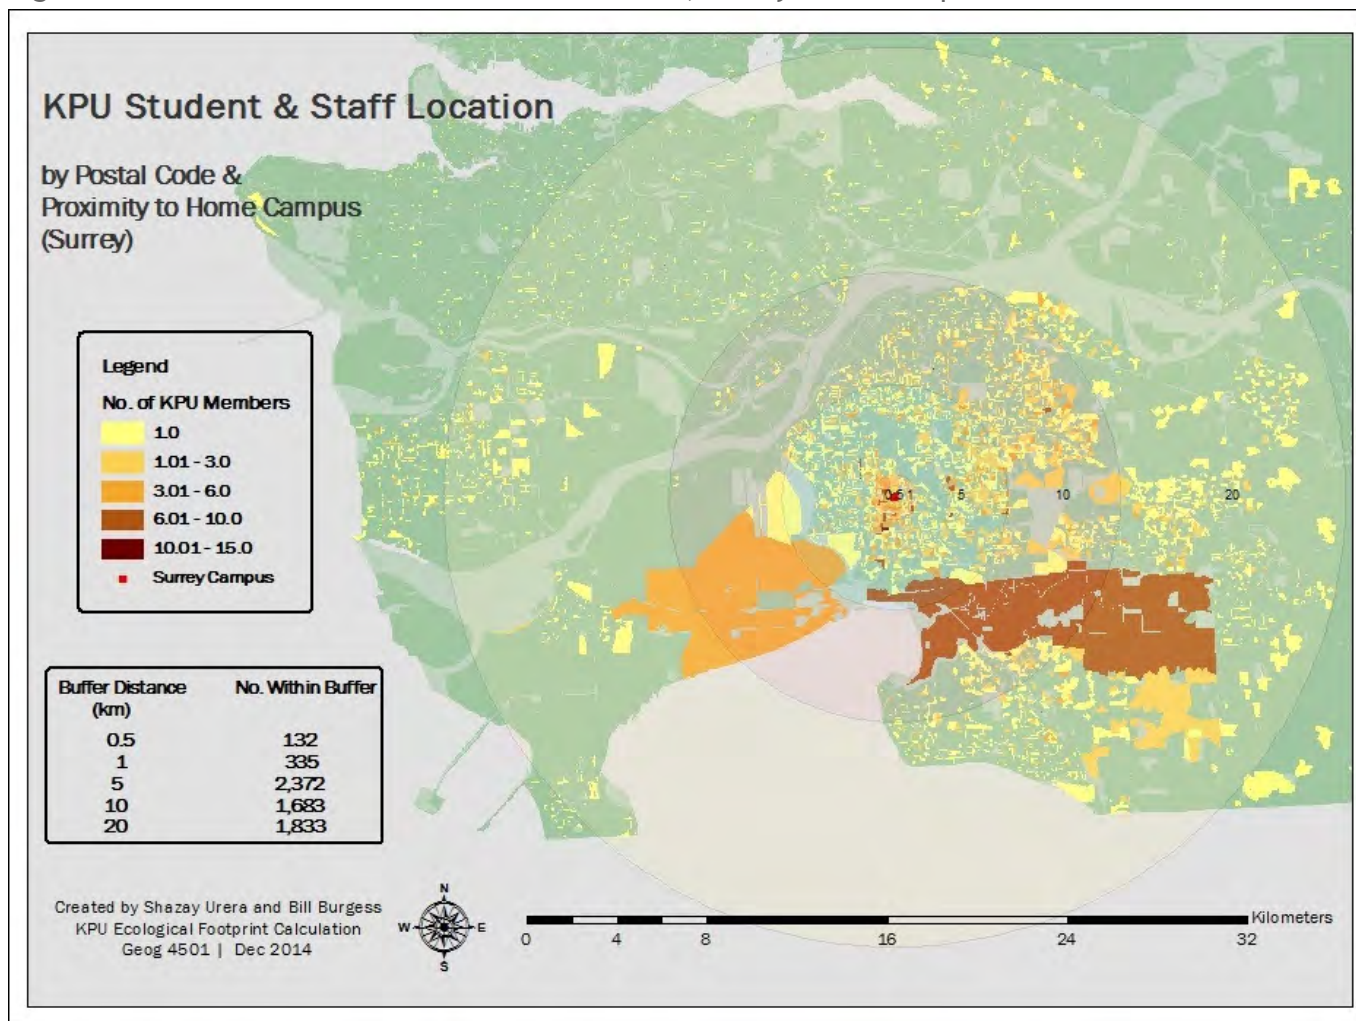 KPU Student & Staff Location
by Postal Code &
Proximity to Home Campus
(Surrey)
Legend
No. of KPU Members
1.0
1.01 - 3.0
3.01 - 6.0
6.01 - 10.0
10.01 - 15.0
Surrey Campus
0.5 1 5 10 20
Buffer Distance No. Within Buffer
(km)
0.5 132
1 335
5 2,372
10 1,683
20 1,833
Created by Shazay Urera and Bill Burgess
KPU Ecological Footprint Calculation
Geog 4501 | Dec 2014
N
W E
S
Kilometers
0 4 8 16 24 32